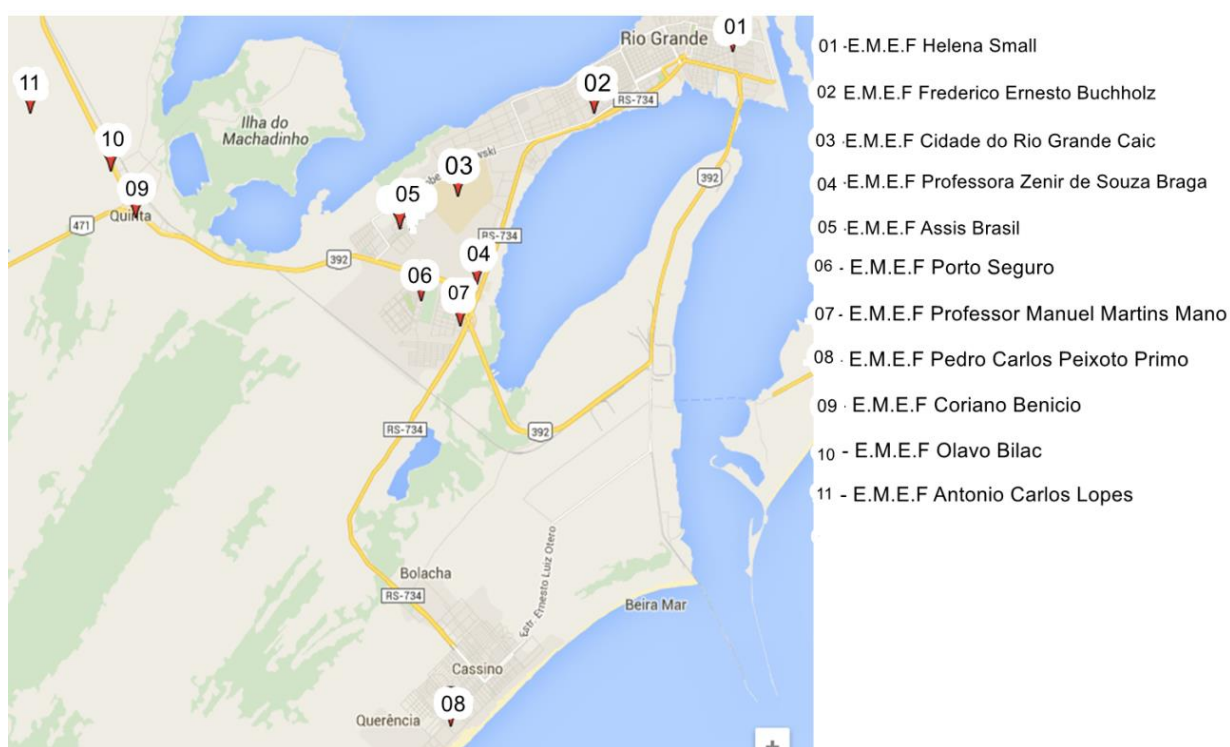 01
Rio Grande
11
02
RS-734
Ilha do
Machadinho
10
03
09
05
392
Quinta
471
RS-734
392
04
06
07
RS-734
392
Bolacha
RS-734
Estr. Ernesto Luiz Otero
Beira Mar
Cassino
08
Querência
+
01 -E.M.E.F Helena Small
02 E.M.E.F Frederico Ernesto Buchholz
03 -E.M.E.F Cidade do Rio Grande Caic
04 -E.M.E.F Professora Zenir de Souza Braga
05 -E.M.E.F Assis Brasil
06 - E.M.E.F Porto Seguro
07- E.M.E.F Professor Manuel Martins Mano
08 - E.M.E.F Pedro Carlos Peixoto Primo
09 - E.M.E.F Coriano Benicio
10 - E.M.E.F Olavo Bilac
11 - E.M.E.F Antonio Carlos Lopes